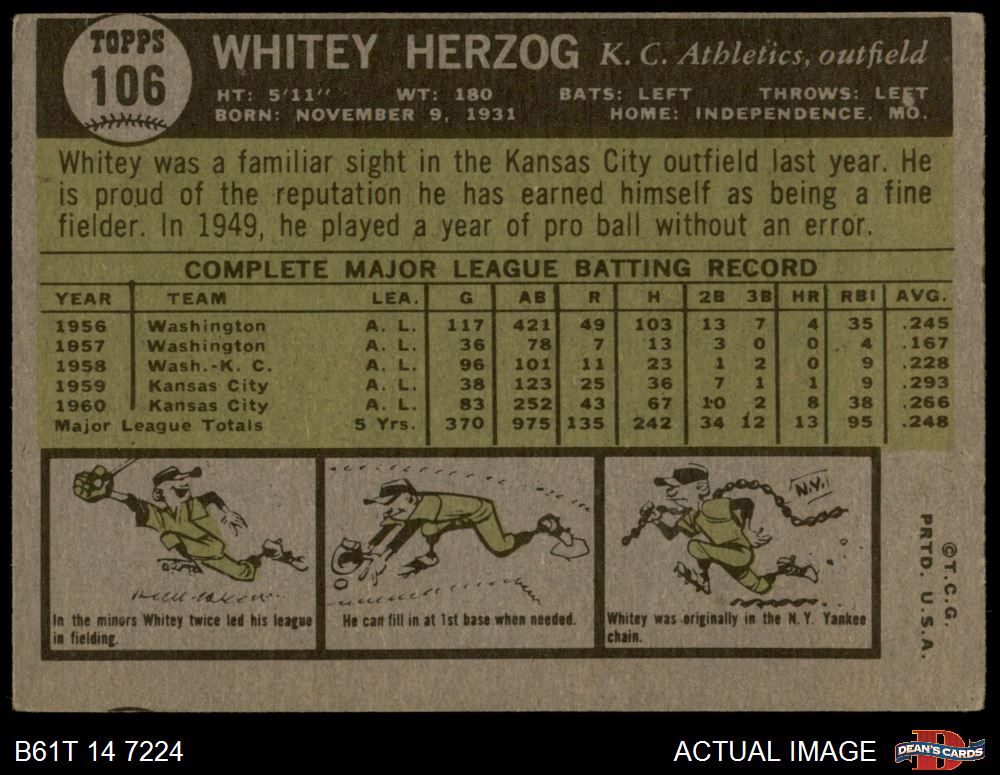 TOPPS
106
WHITEY HERZOG K. C. Athletics, outfield
HT: 5'11" WT: 180 BATS: LEFT THROWS: LEFT
BORN: NOVEMBER 9, 1931 HOME: INDEPENDENCE, MO.
Whitey was a familiar sight in the Kansas City outfield last year. He
is proud of the reputation he has earned himself as being a fine
fielder. In 1949, he played a year of pro ball without an error.
COMPLETE MAJOR LEAGUE BATTING RECORD
YEAR TEAM LEA. G AB R H 2B 3B HR RBI AVG.
1956 Washington A. L. 117 421 49 103 13 7 4 35 .245
1957 Washington A. L. 36 78 7 13 3 0 0 4 .167
1958 Wash.-K. C. A. L. 96 101 11 23 1 2 0 9 .228
1959 Kansas City A. L. 38 123 25 36 7 1 1 9 .293
1960 Kansas City A. L. 83 252 43 67 10 2 8 38 .266
Major League Totals 5 Yrs. 370 975 135 242 34 12 13 95 .248
In the minors Whitey twice led his league
in fielding.
He can fill in at 1st base when needed.
N.Y.
Whitey was originally in the N.Y. Yankee
chain.
©T.C.G.
PRTD. U.S.A.
B61T 14 7224
ACTUAL IMAGE
D
DEAN'S CARDS